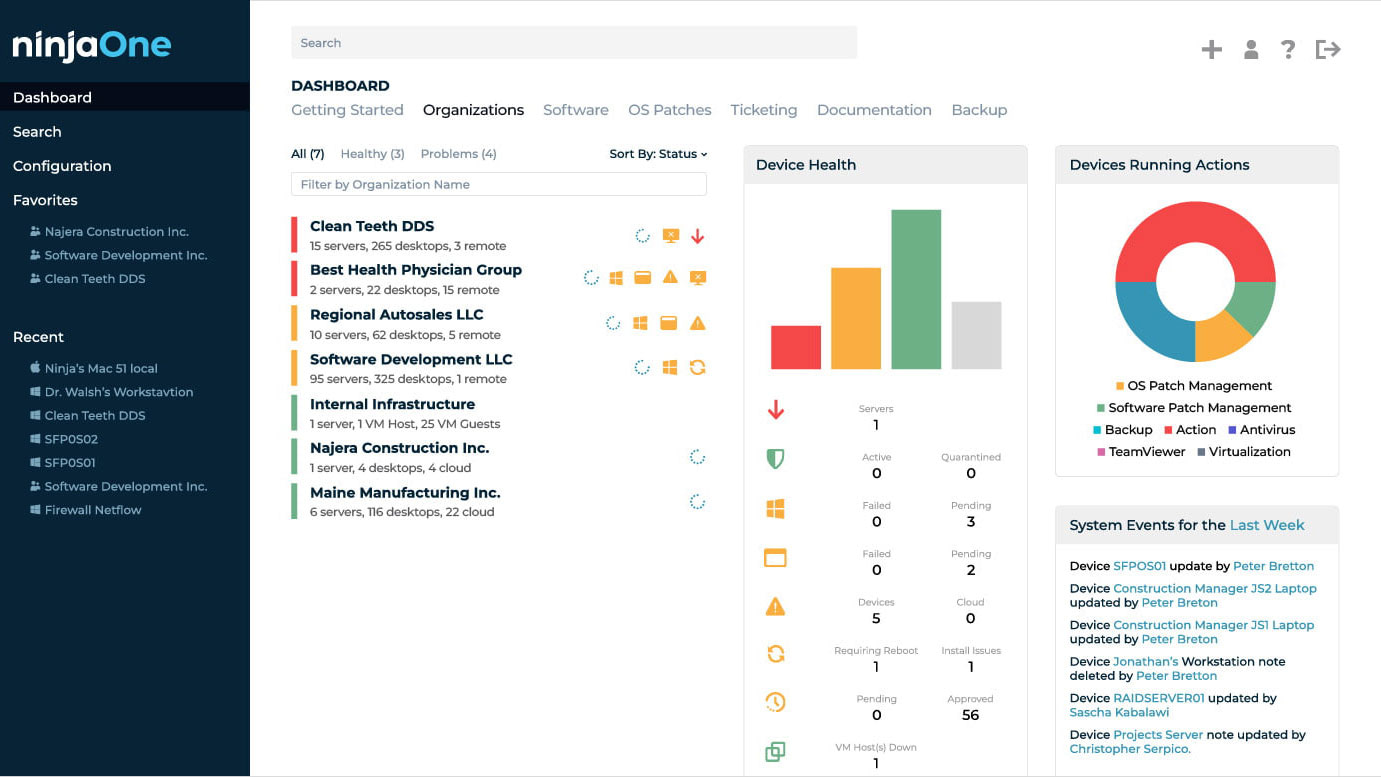 ninjaOne
Dashboard
Search
Configuration
Favorites
Najera Construction Inc.
Software Development Inc.
Clean Teeth DDS
Recent
Ninja's Mac 51 local
Dr. Walsh's Workstavtion
Clean Teeth DDS
SFP0S02
SFP0S01
Software Development Inc.
Firewall Netflow
Search
DASHBOARD
Getting Started Organizations Software OS Patches Ticketing Documentation Backup
All (7) Healthy (3) Problems (4) Sort By: Status
Filter by Organization Name
Clean Teeth DDS
15 servers, 265 desktops, 3 remote
Best Health Physician Group
2 servers, 22 desktops, 15 remote
Regional Autosales LLC
10 servers, 62 desktops, 5 remote
Software Development LLC
95 servers, 325 desktops, 1 remote
Internal Infrastructure
1 server, 1 VM Host, 25 VM Guests
Najera Construction Inc.
1 server, 4 desktops, 4 cloud
Maine Manufacturing Inc.
6 servers, 116 desktops, 22 cloud
Device Health
Servers
1
Active Quarantined
0 0
Failed Pending
0 3
Failed Pending
0 2
Devices Cloud
5 0
Requiring Reboot Install Issues
1 1
Pending Approved
0 56
VM Host(s) Down
1
Devices Running Actions
OS Patch Management
Software Patch Management
Backup Action Antivirus
TeamViewer Virtualization
System Events for the Last Week
Device SFPOS01 update by Peter Bretton
Device Construction Manager JS2 Laptop
updated by Peter Breton
Device Construction Manager JS1 Laptop
updated by Peter Breton
Device Jonathan's Workstation note
deleted by Peter Bretton
Device RAIDSERVER01 updated by
Sascha Kabalawi
Device Projects Server note updated by
Christopher Serpico.